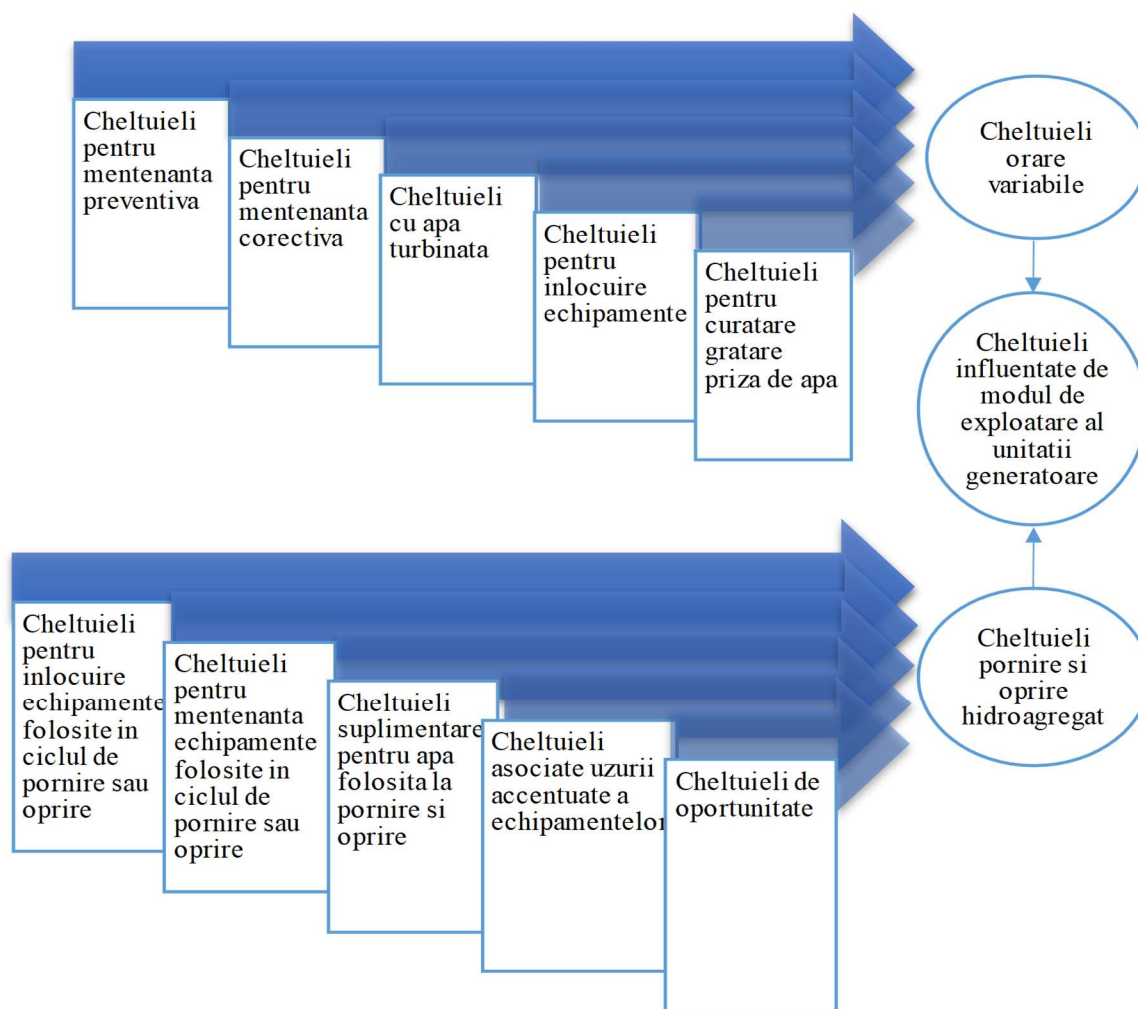 Cheltuieli
pentru
mentenanta
preventiva
Cheltuieli
pentru
mentenanta
corectiva
Cheltuieli
cu apa
turbinata
Cheltuieli
pentru
inlocuire
echipamente
Cheltuieli
pentru
curatare
gratare
priza de apa
Cheltuieli
orare
variabile
Cheltuieli
influentate de
modul de
exploatare al
unitatii
generatoare
Cheltuieli
pentru
inlocuire
echipamente
folosite in
ciclul de
pornire sau
oprire
Cheltuieli
pentru
mentenanta
echipamente
folosite in
ciclul de
pornire sau
oprire
Cheltuieli
suplimentare
pentru apa
folosita la
pornire si
oprire
Cheltuieli
asociate uzurii
accentuate a
echipamentelor
Cheltuieli de
oportunitate
Cheltuieli
pornire si
oprire
hidroagregat